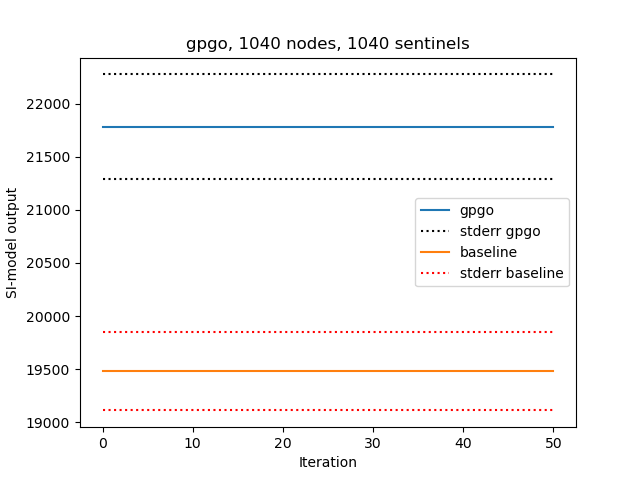 gpgo, 1040 nodes, 1040 sentinels
SI-model output
22000
21500
21000
20500
20000
19500
19000
gpgo
stderr gpgo
baseline
stderr baseline
0 10 20 30 40 50
Iteration